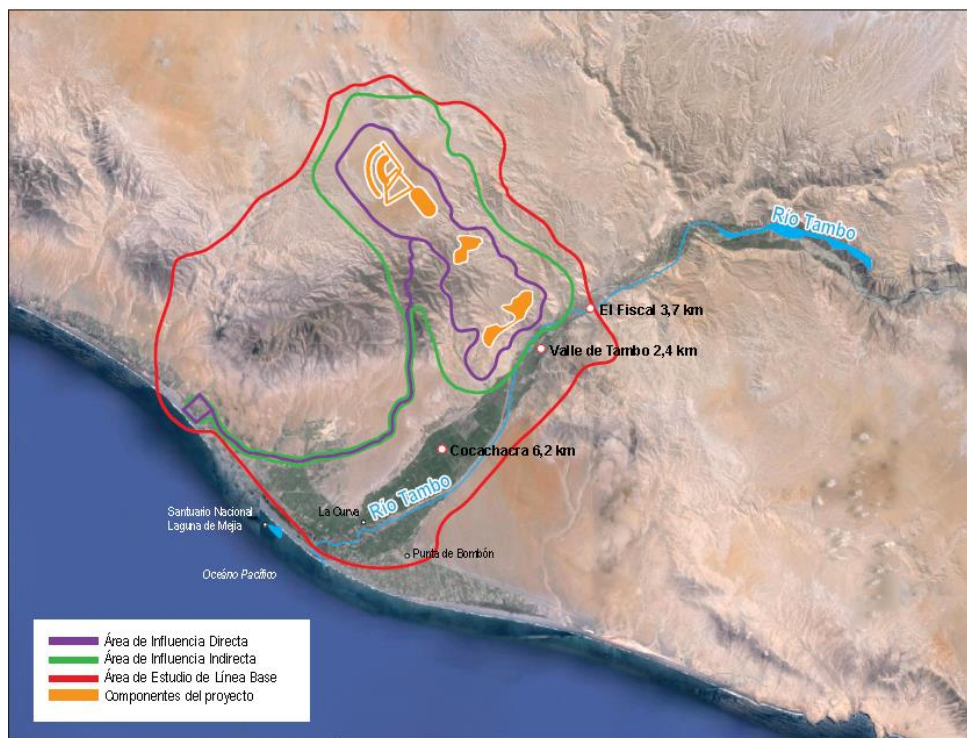 Río Tambo
El Fiscal 3,7 km
Valle de Tambo 2,4 km
Cocachacra 6,2 km
Río Tambo
Santuario Nacional
Laguna de Mejia
La Curva
Punta de Bombón
Océano Pacífico
Área de Influencia Directa
Área de Influencia Indirecta
Área de Estudio de Línea Base
Componentes del proyecto